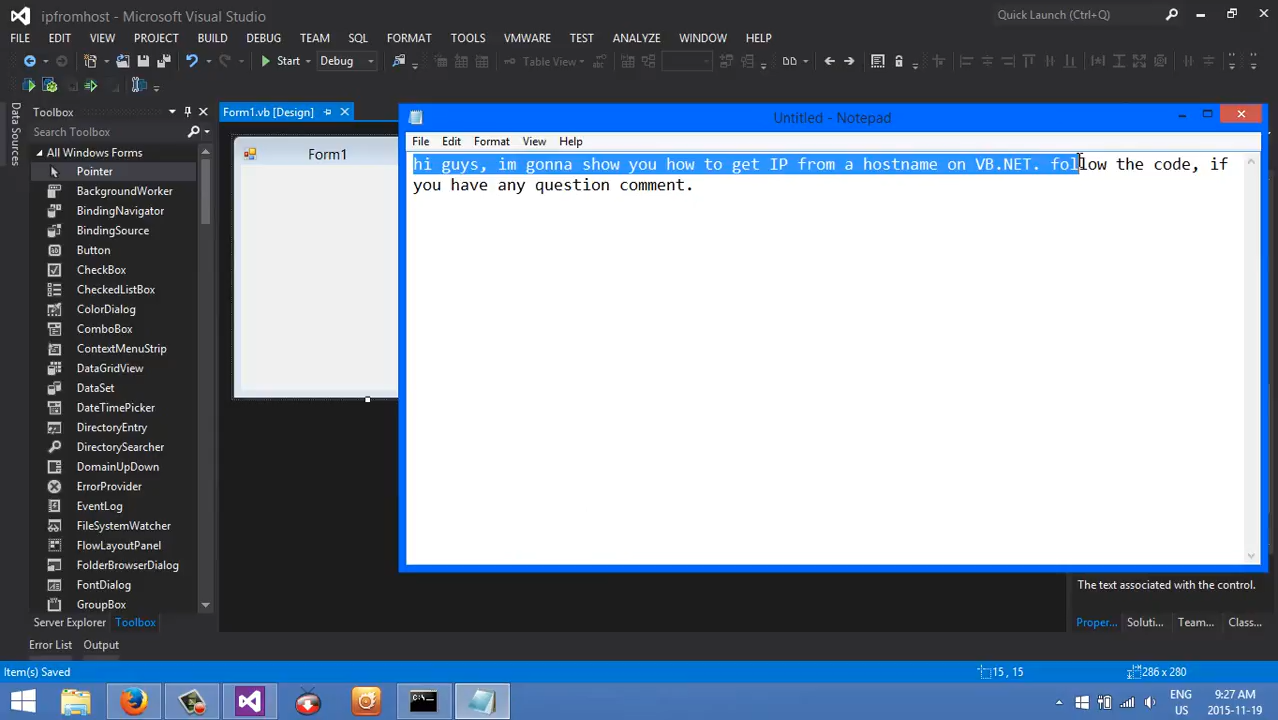 ipfromhost - Microsoft Visual Studio
Quick Launch (Ctrl+Q)
FILE EDIT VIEW PROJECT BUILD DEBUG TEAM SQL FORMAT TOOLS VMWARE TEST ANALYZE WINDOW HELP
Start Debug Table View DD
Data Sources
Toolbox
Form1.vb [Design]
Search Toolbox
All Windows Forms
Pointer
BackgroundWorker
BindingNavigator
BindingSource
Button
CheckBox
CheckedListBox
ColorDialog
ComboBox
ContextMenuStrip
DataGridView
DataSet
DateTimePicker
DirectoryEntry
DirectorySearcher
DomainUpDown
ErrorProvider
EventLog
FileSystemWatcher
FlowLayoutPanel
FolderBrowserDialog
FontDialog
GroupBox
Server Explorer Toolbox
Error List Output
Form1
Untitled - Notepad
File Edit Format View Help
hi guys, im gonna show you how to get IP from a hostname on VB.NET. follow the code, if
you have any question comment.
The text associated with the control.
Proper... Soluti... Team... Class...
Item(s) Saved
15 , 15
286 x 280
ENG
US
9:27 AM
2015-11-19